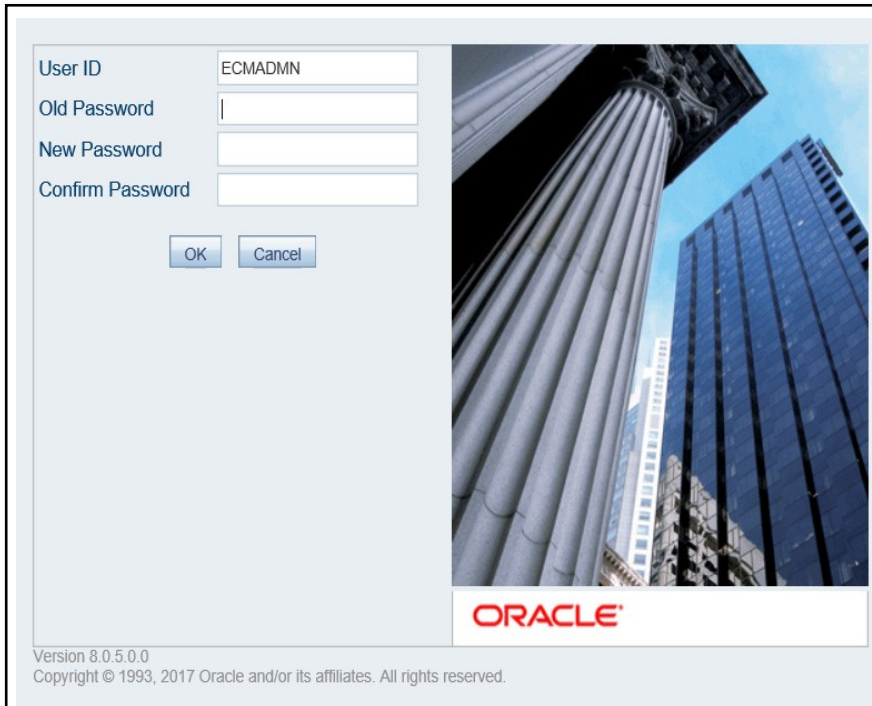 User ID ECMADMN
Old Password
New Password
Confirm Password
OK Cancel
ORACLE
Version 8.0.5.0.0
Copyright © 1993, 2017 Oracle and/or its affiliates. All rights reserved.